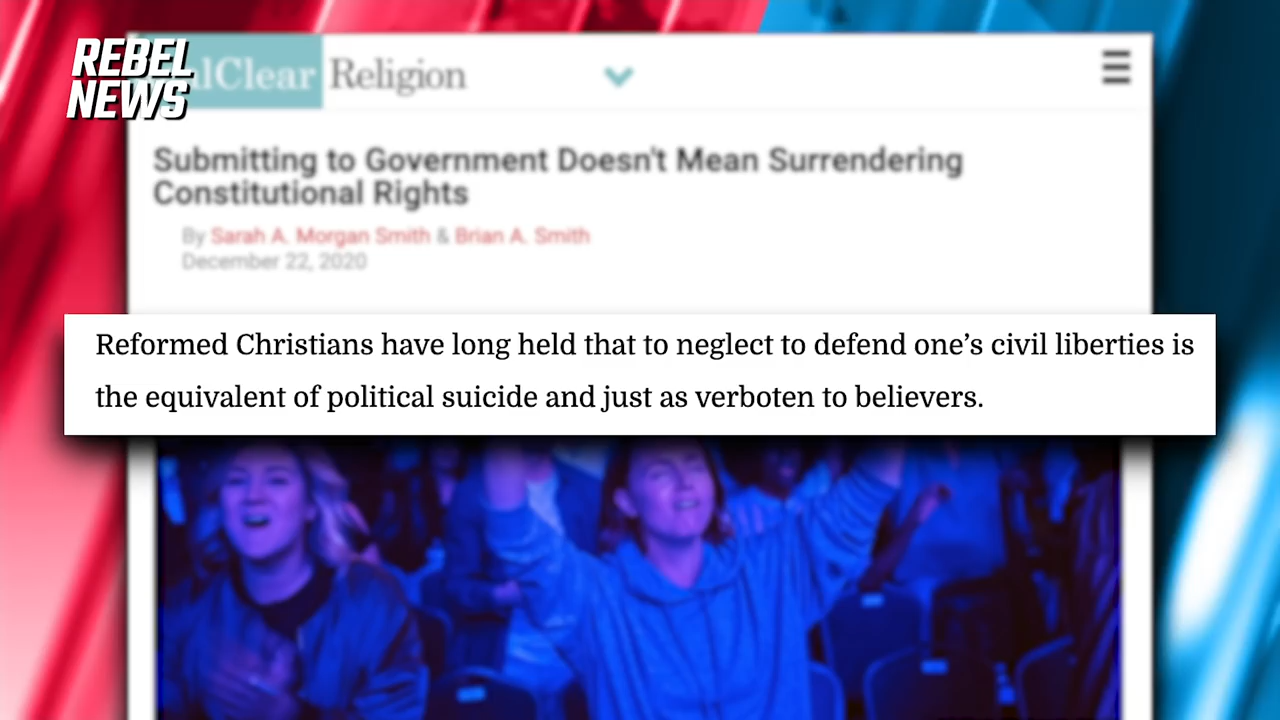 REBEL
NEWS
alClear Religion
Submitting to Government Doesn't Mean Surrendering
Constitutional Rights
By Sarah A. Morgan Smith & Brian A. Smith
December 22, 2020
Reformed Christians have long held that to neglect to defend one’s civil liberties is
the equivalent of political suicide and just as verboten to believers.